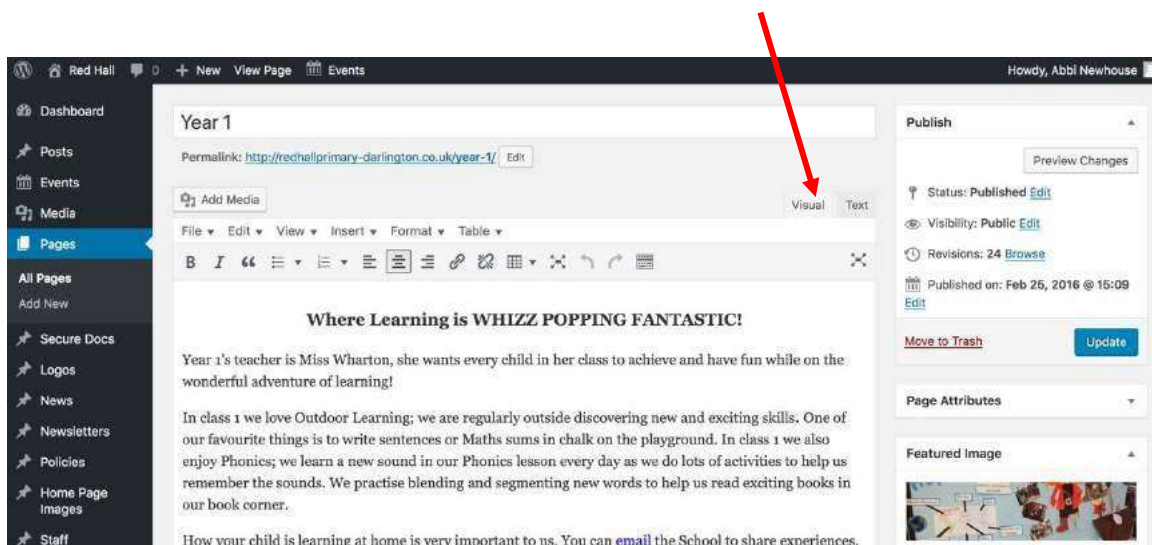 Red Hall 0 + New View Page Events Howdy, Abbi Newhouse
Dashboard
Posts
Events
Media
Pages
All Pages
Add New
Secure Docs
Logos
News
Newsletters
Policies
Home Page
Images
Staff
Year 1
Permalink: http://redhallprimary-darlington.co.uk/year-1/ Edit
Add Media
Visual Text
File Edit View Insert Format Table
B I
Where Learning is WHIZZ POPPING FANTASTIC!
Year 1's teacher is Miss Wharton, she wants every child in her class to achieve and have fun while on the
wonderful adventure of learning!
In class 1 we love Outdoor Learning; we are regularly outside discovering new and exciting skills. One of
our favourite things is to write sentences or Maths sums in chalk on the playground. In class 1 we also
enjoy Phonics; we learn a new sound in our Phonics lesson every day as we do lots of activities to help us
remember the sounds. We practise blending and segmenting new words to help us read exciting books in
our book corner.
How your child is learning at home is very important to us. You can email the School to share experiences,
Publish
Preview Changes
Status: Published Edit
Visibility: Public Edit
Revisions: 24 Browse
Published on: Feb 25, 2016 @ 15:09
Edit
Move to Trash Update
Page Attributes
Featured Image